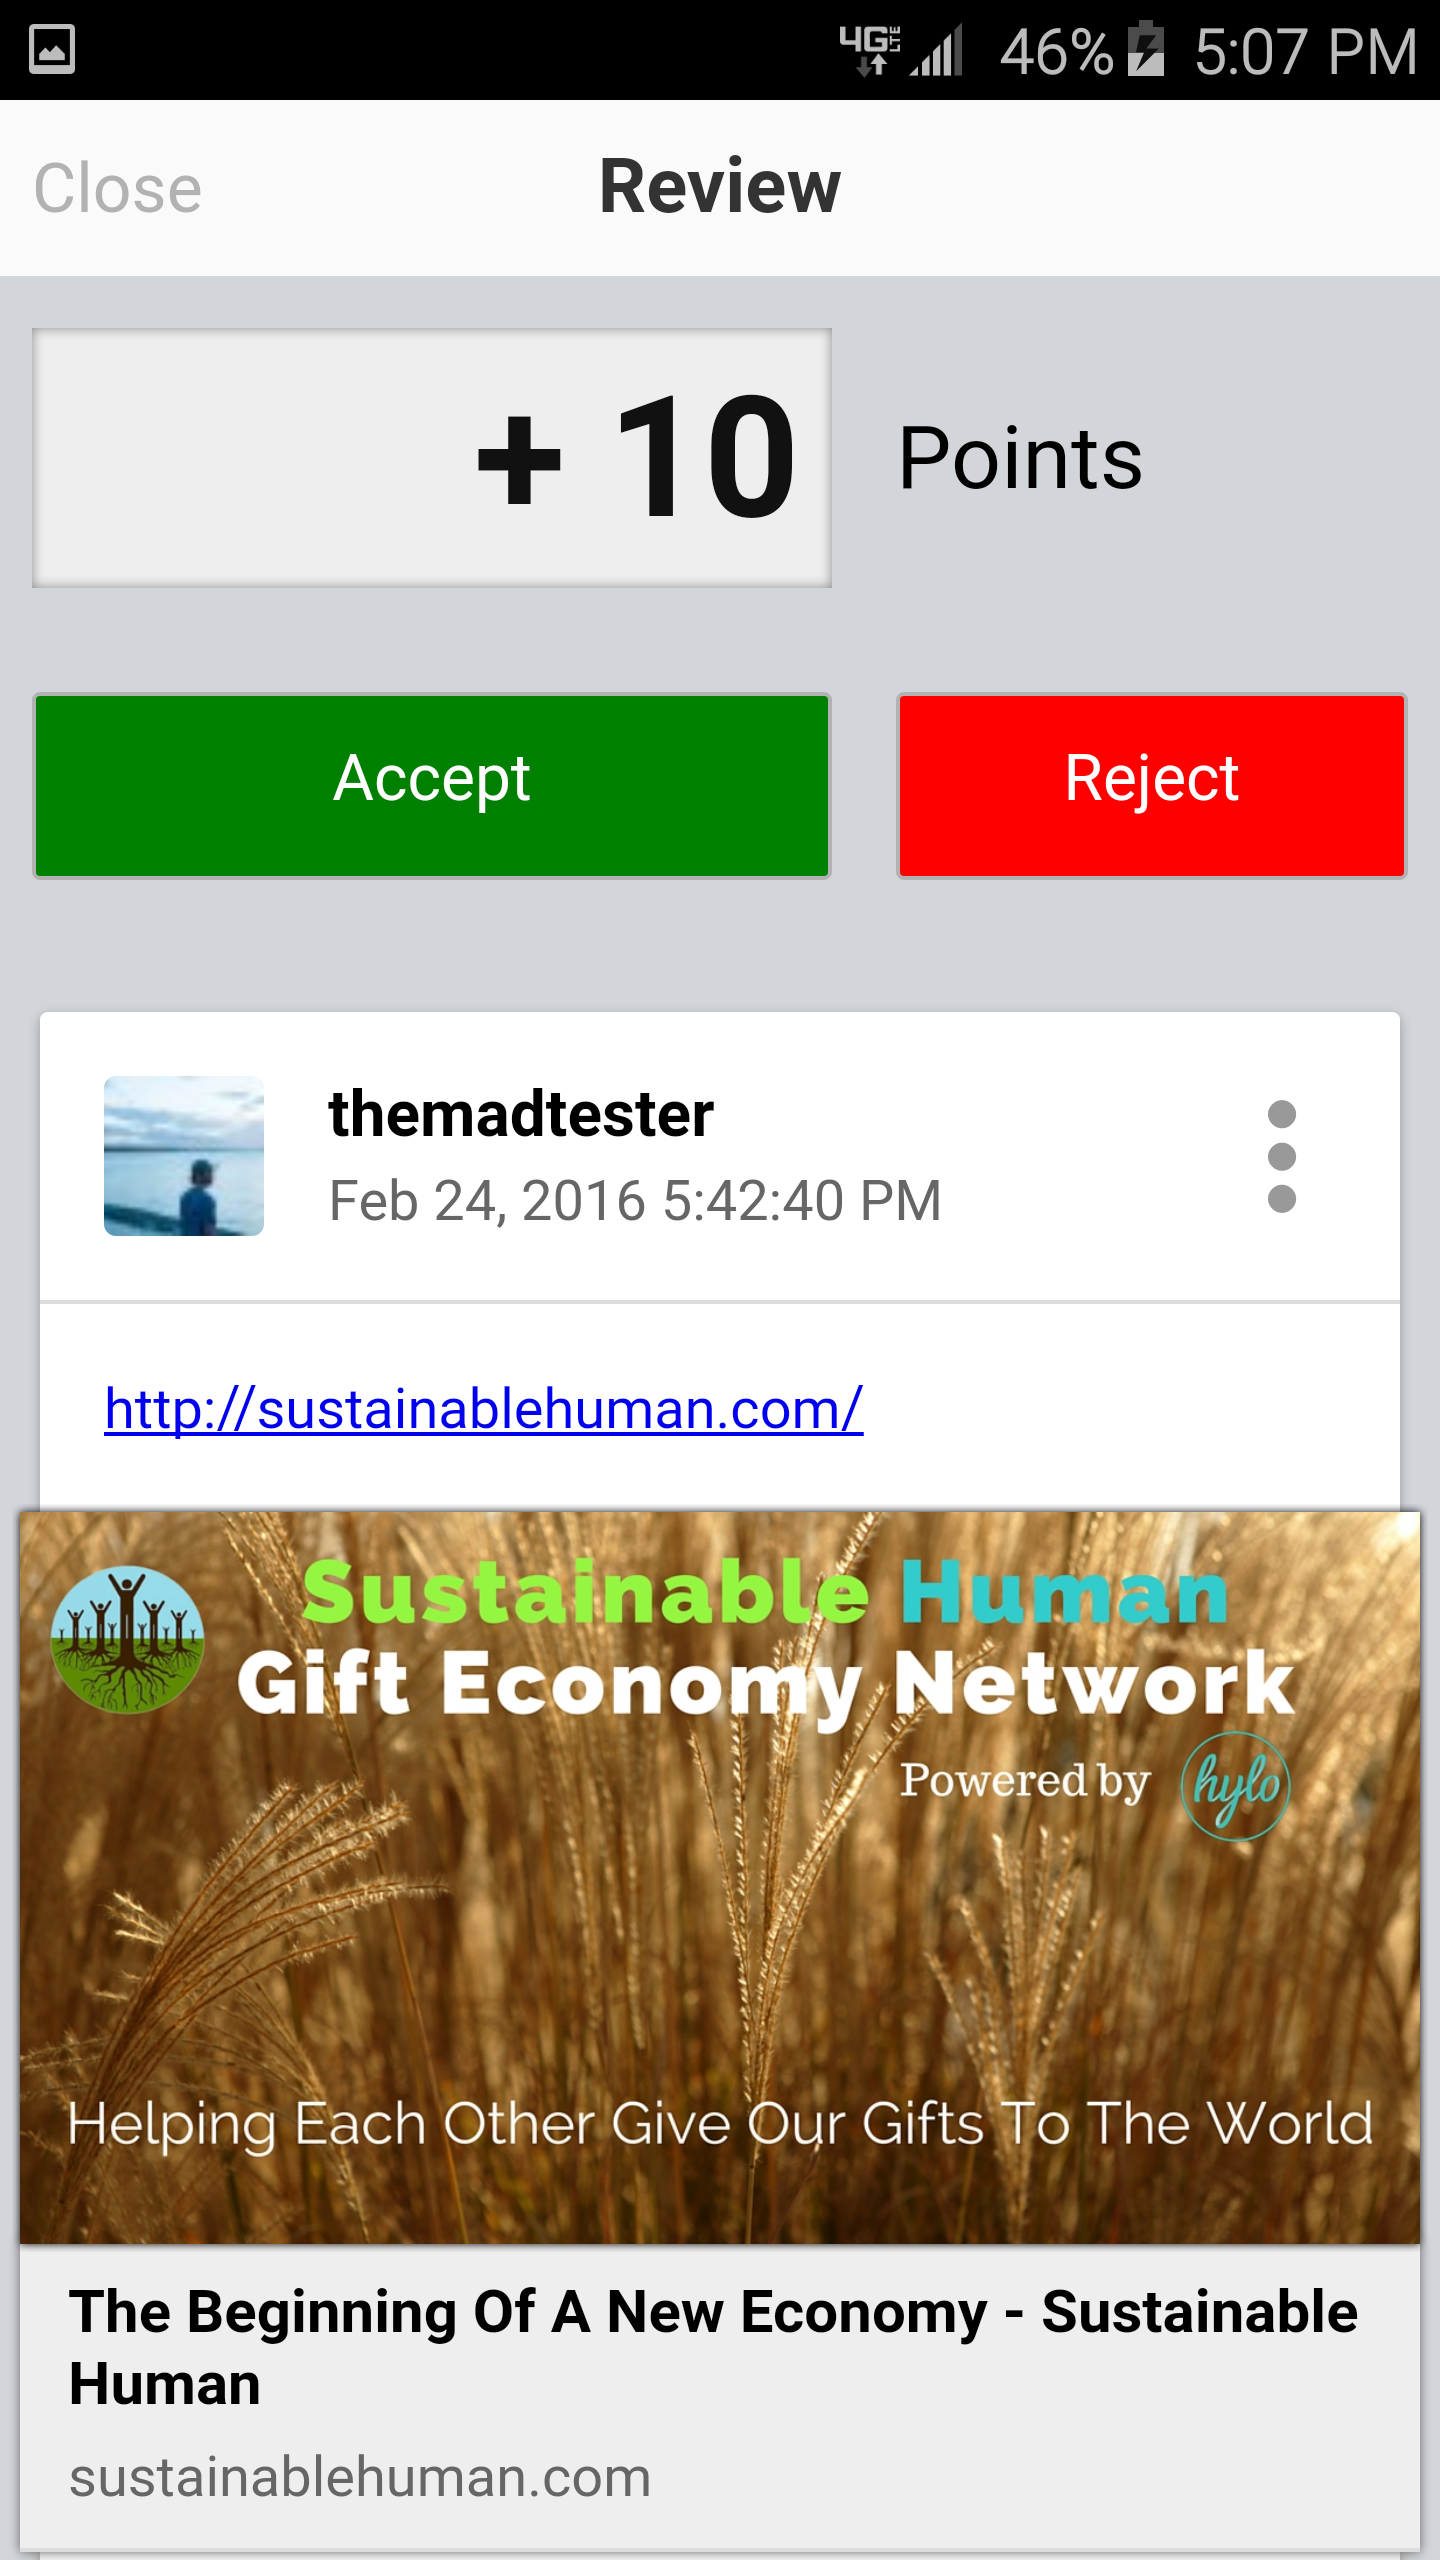 4G LTE 46% 5:07 PM
Close Review
+ 10 Points
Accept Reject
themadtester
Feb 24, 2016 5:42:40 PM
http://sustainablehuman.com/
Sustainable Human
Gift Economy Network
Powered by hylo
Helping Each Other Give Our Gifts To The World
The Beginning Of A New Economy - Sustainable
Human
sustainablehuman.com